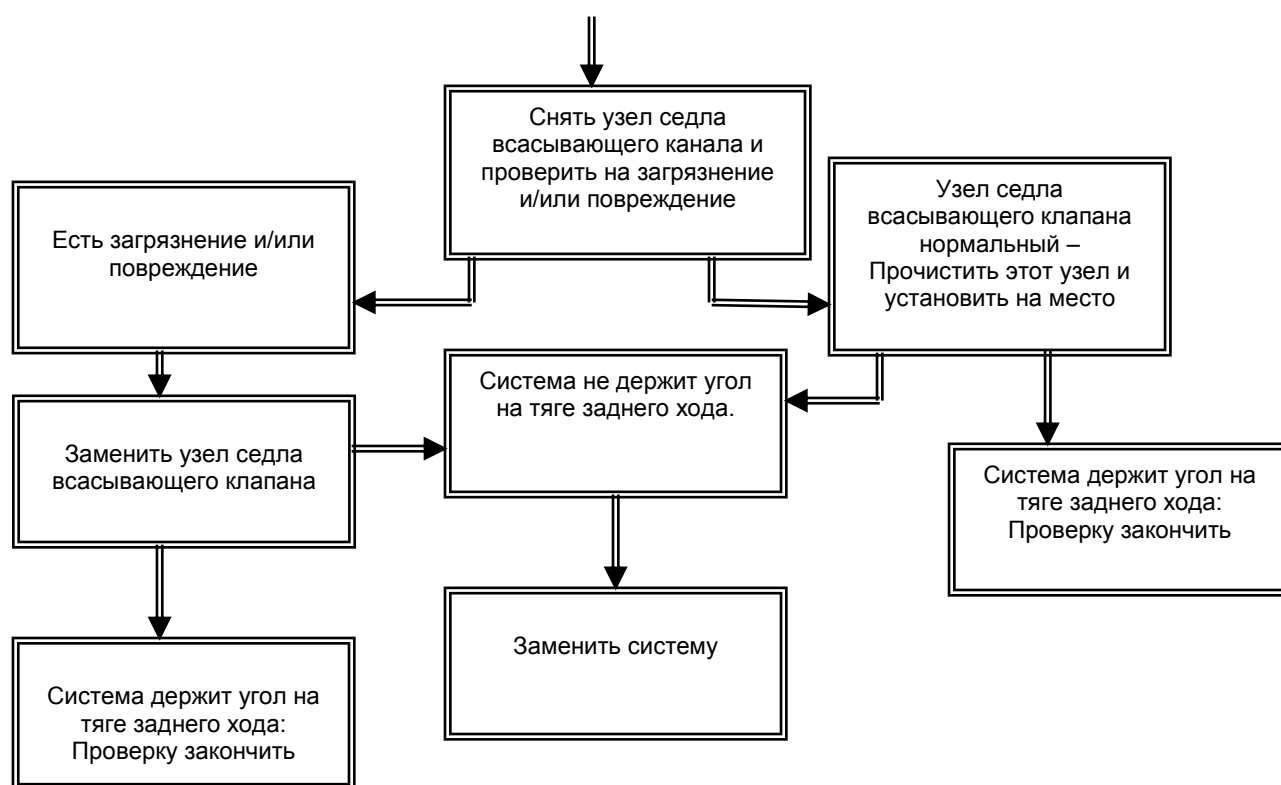 Снять узел седла
всасывающего канала и
проверить на загрязнение
и/или повреждение
Есть загрязнение и/или
повреждение
Узел седла
всасывающего клапана
нормальный –
Прочистить этот узел и
установить на место
Система не держит угол
на тяге заднего хода.
Заменить узел седла
всасывающего клапана
Система держит угол на
тяге заднего хода:
Проверку закончить
Заменить систему
Система держит угол на
тяге заднего хода:
Проверку закончить